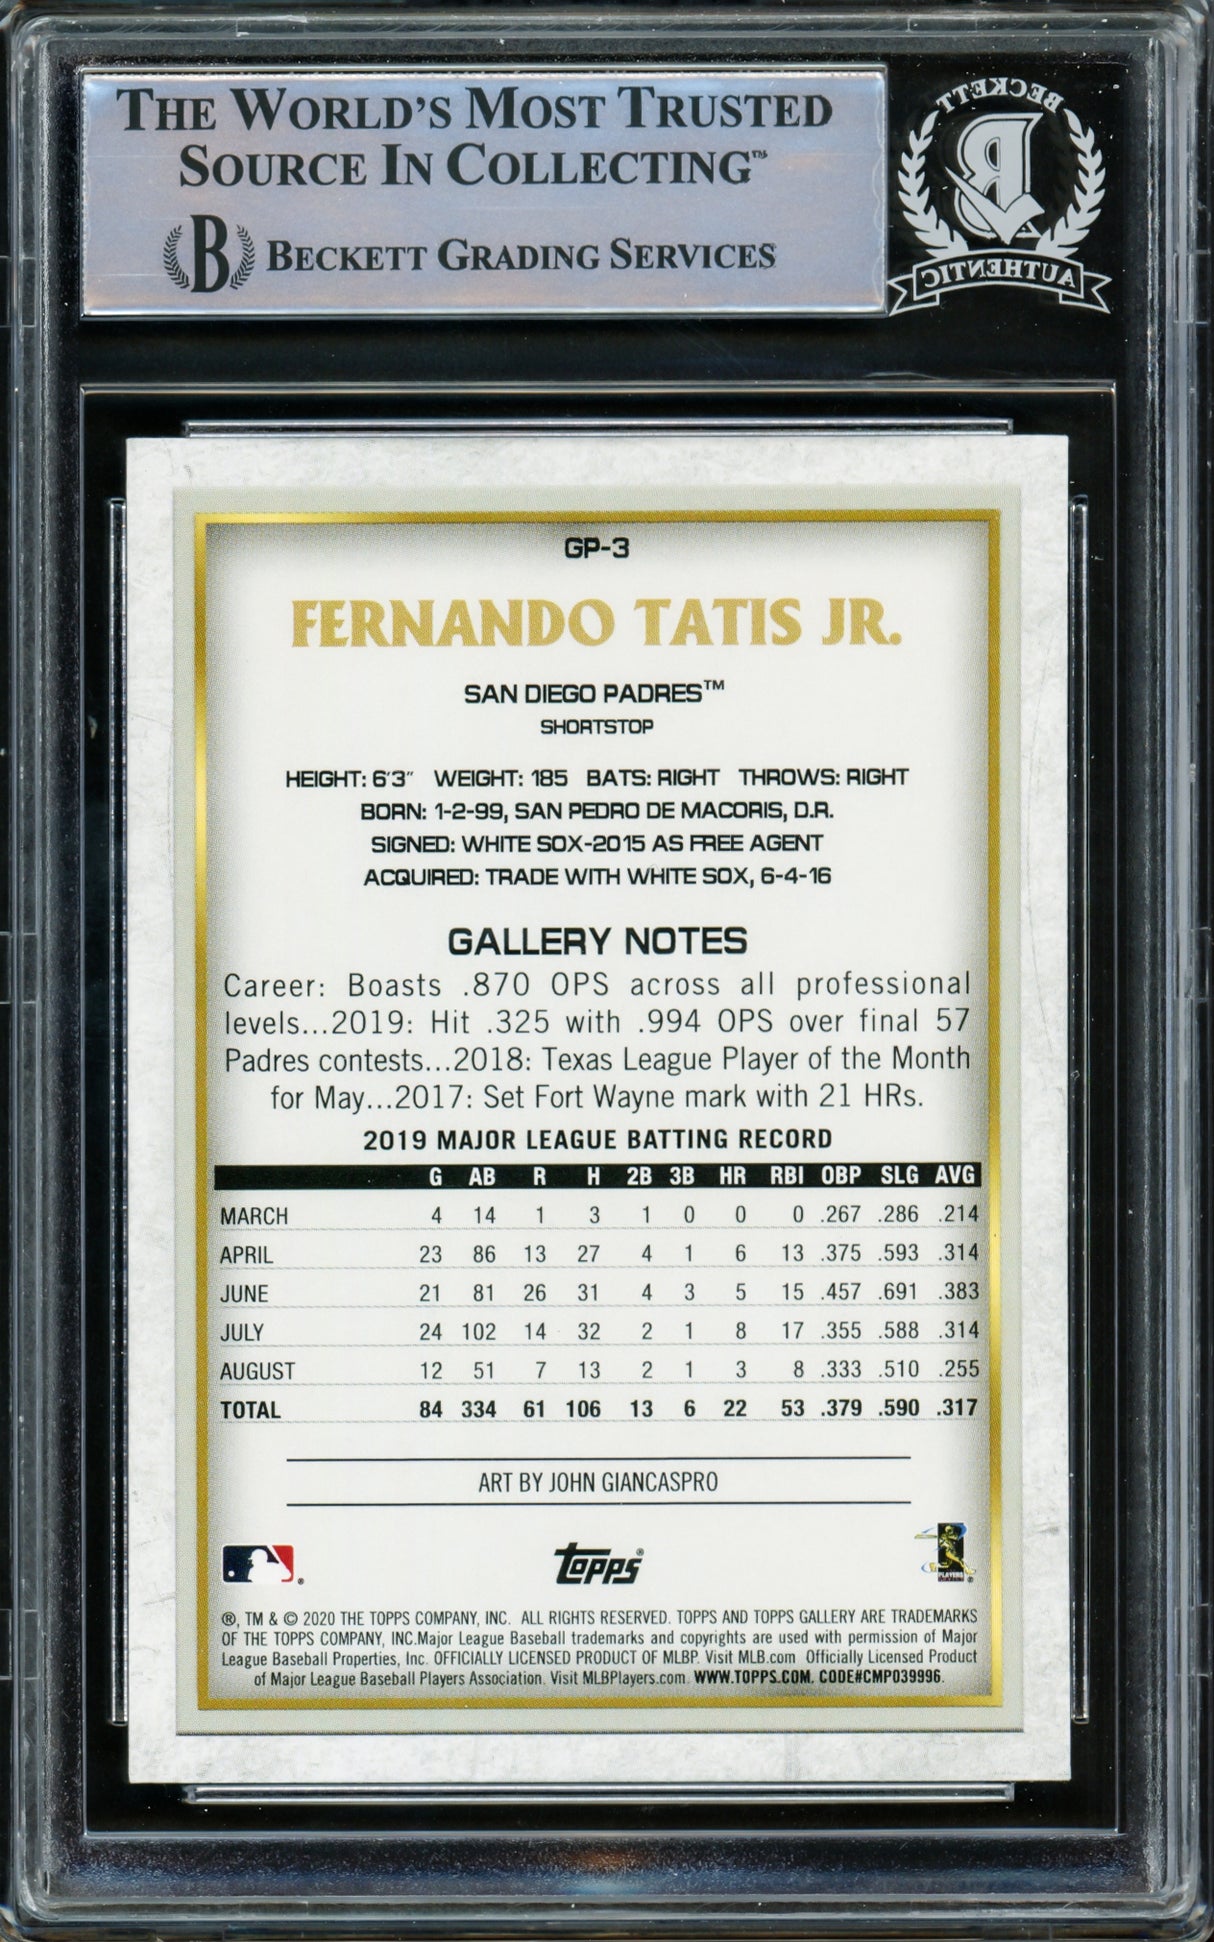 THE WORLD'S MOST TRUSTED
SOURCE IN COLLECTING™
B BECKETT GRADING SERVICES
BECKETT
B
AUTHENTIC
GP-3
FERNANDO TATIS JR.
SAN DIEGO PADRES™
SHORTSTOP
HEIGHT: 6'3" WEIGHT: 185 BATS: RIGHT THROWS: RIGHT
BORN: 1-2-99, SAN PEDRO DE MACORIS, D.R.
SIGNED: WHITE SOX-2015 AS FREE AGENT
ACQUIRED: TRADE WITH WHITE SOX, 6-4-16
GALLERY NOTES
Career: Boasts .870 OPS across all professional
levels...2019: Hit .325 with .994 OPS over final 57
Padres contests...2018: Texas League Player of the Month
for May...2017: Set Fort Wayne mark with 21 HRs.
2019 MAJOR LEAGUE BATTING RECORD
G AB R H 2B 3B HR RBI OBP SLG AVG
MARCH 4 14 1 3 1 0 0 0 .267 .286 .214
APRIL 23 86 13 27 4 1 6 13 .375 .593 .314
JUNE 21 81 26 31 4 3 5 15 .457 .691 .383
JULY 24 102 14 32 2 1 8 17 .355 .588 .314
AUGUST 12 51 7 13 2 1 3 8 .333 .510 .255
TOTAL 84 334 61 106 13 6 22 53 .379 .590 .317
ART BY JOHN GIANCASPRO
® Topps® PLAYERS ®
®, TM & © 2020 THE TOPPS COMPANY, INC. ALL RIGHTS RESERVED. TOPPS AND TOPPS GALLERY ARE TRADEMARKS
OF THE TOPPS COMPANY, INC.Major League Baseball trademarks and copyrights are used with permission of Major
League Baseball Properties, Inc. OFFICIALLY LICENSED PRODUCT OF MLBP. Visit MLB.com Officially Licensed Product
of Major League Baseball Players Association. Visit MLBPlayers.com. WWW.TOPPS.COM. CODE#CMP039996.